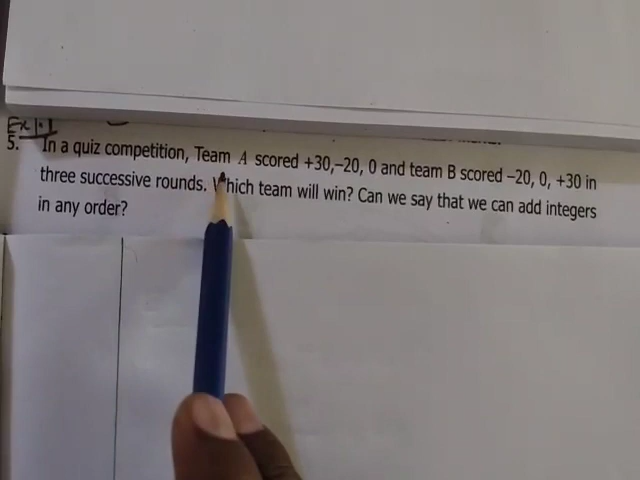 Ex 1.1
5. In a quiz competition, Team A scored +30,–20, 0 and team B scored –20, 0, +30 in
three successive rounds. Which team will win? Can we say that we can add integers
in any order?